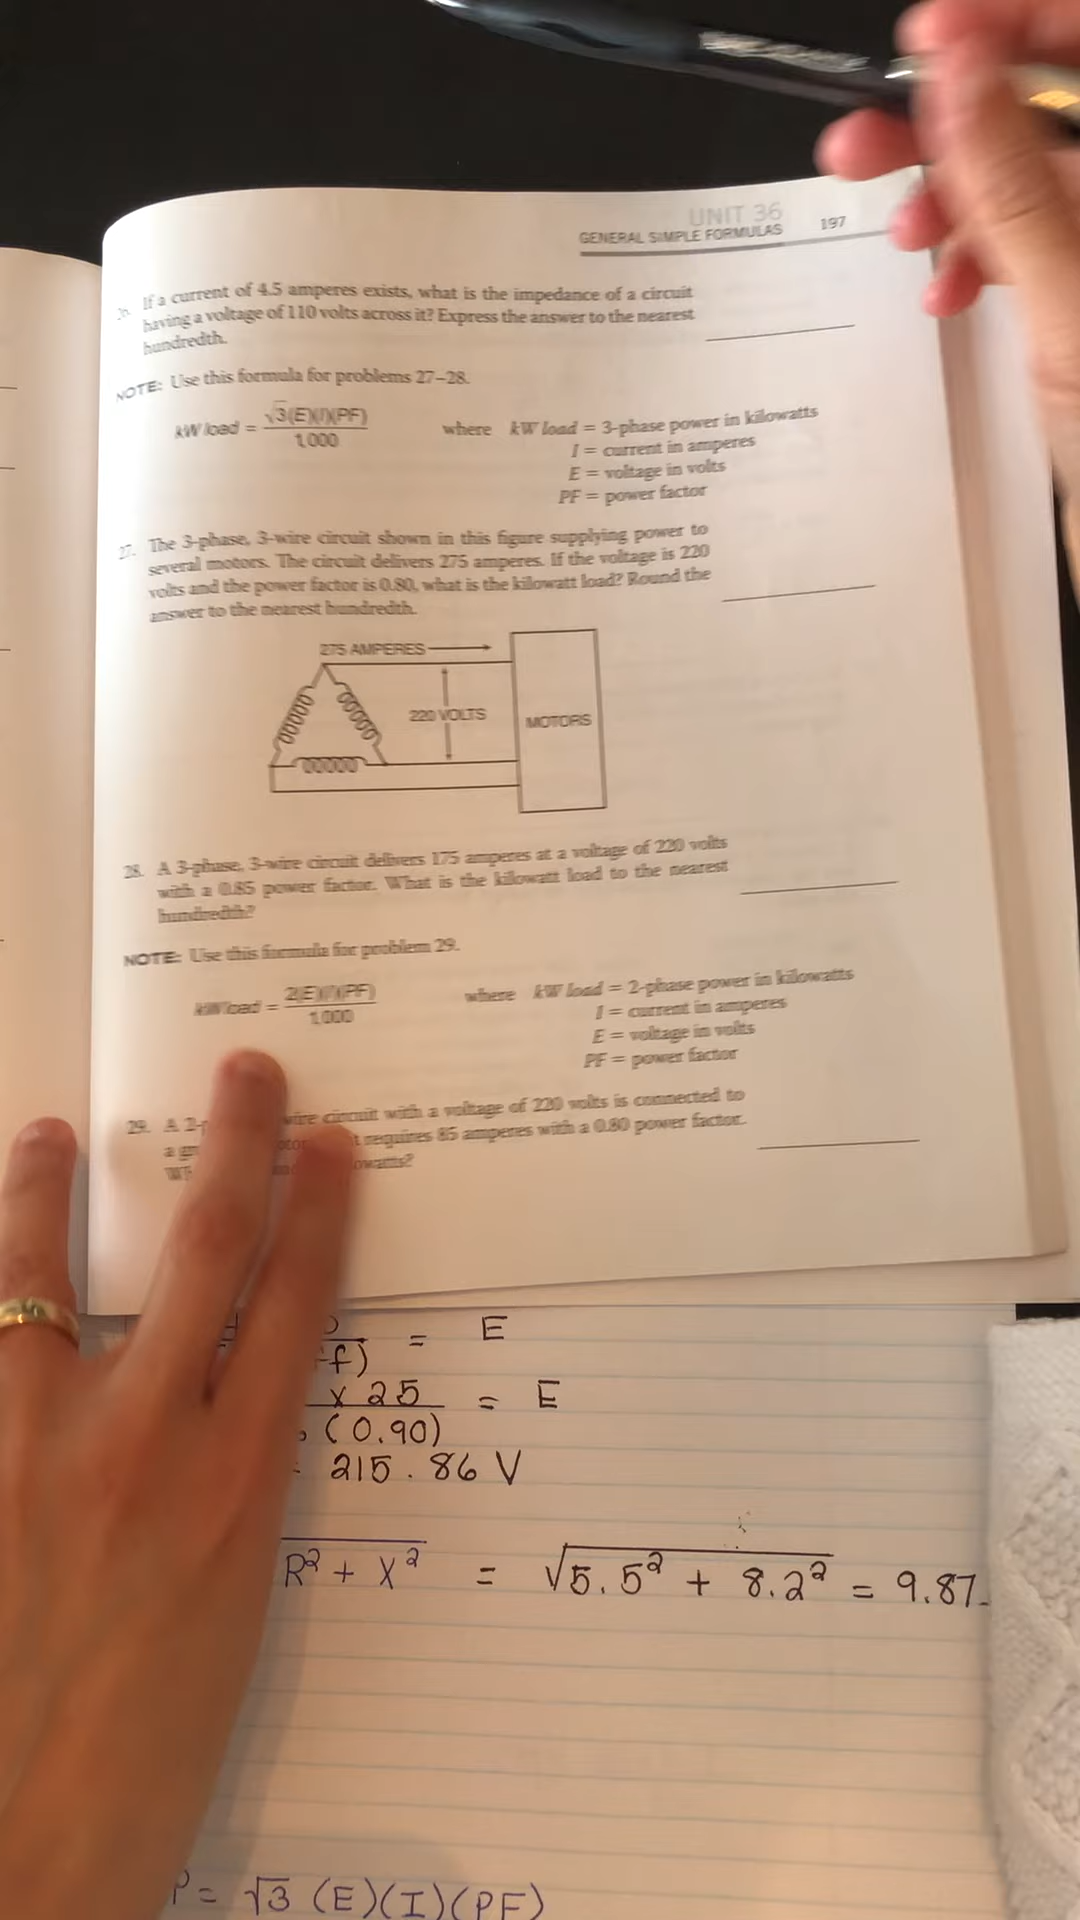 UNIT 36
GENERAL SIMPLE FORMULAS 197
26. If a current of 4.5 amperes exists, what is the impedance of a circuit
having a voltage of 110 volts across it? Express the answer to the nearest
hundredth.
NOTE: Use this formula for problems 27–28.
kW load = √3(E)(I)(PF)
1,000
where kW load = 3-phase power in kilowatts
I = current in amperes
E = voltage in volts
PF = power factor
27. The 3-phase, 3-wire circuit shown in this figure supplying power to
several motors. The circuit delivers 275 amperes. If the voltage is 220
volts and the power factor is 0.80, what is the kilowatt load? Round the
answer to the nearest hundredth.
275 AMPERES
220 VOLTS
MOTORS
28. A 3-phase, 3-wire circuit delivers 175 amperes at a voltage of 220 volts
with a 0.85 power factor. What is the kilowatt load to the nearest
hundredth?
NOTE: Use this formula for problem 29.
kW load = 2(E)(I)(PF)
1,000
where kW load = 2-phase power in kilowatts
I = current in amperes
E = voltage in volts
PF = power factor
29. A 2-p wire circuit with a voltage of 220 volts is connected to
a requires 85 amperes with a 0.80 power factor.
owatts?
= E
f)
x 25 = E
(0.90)
215.86 V
R² + X² = √5.5² + 8.2² = 9.87
P = √3 (E)(I)(PF)